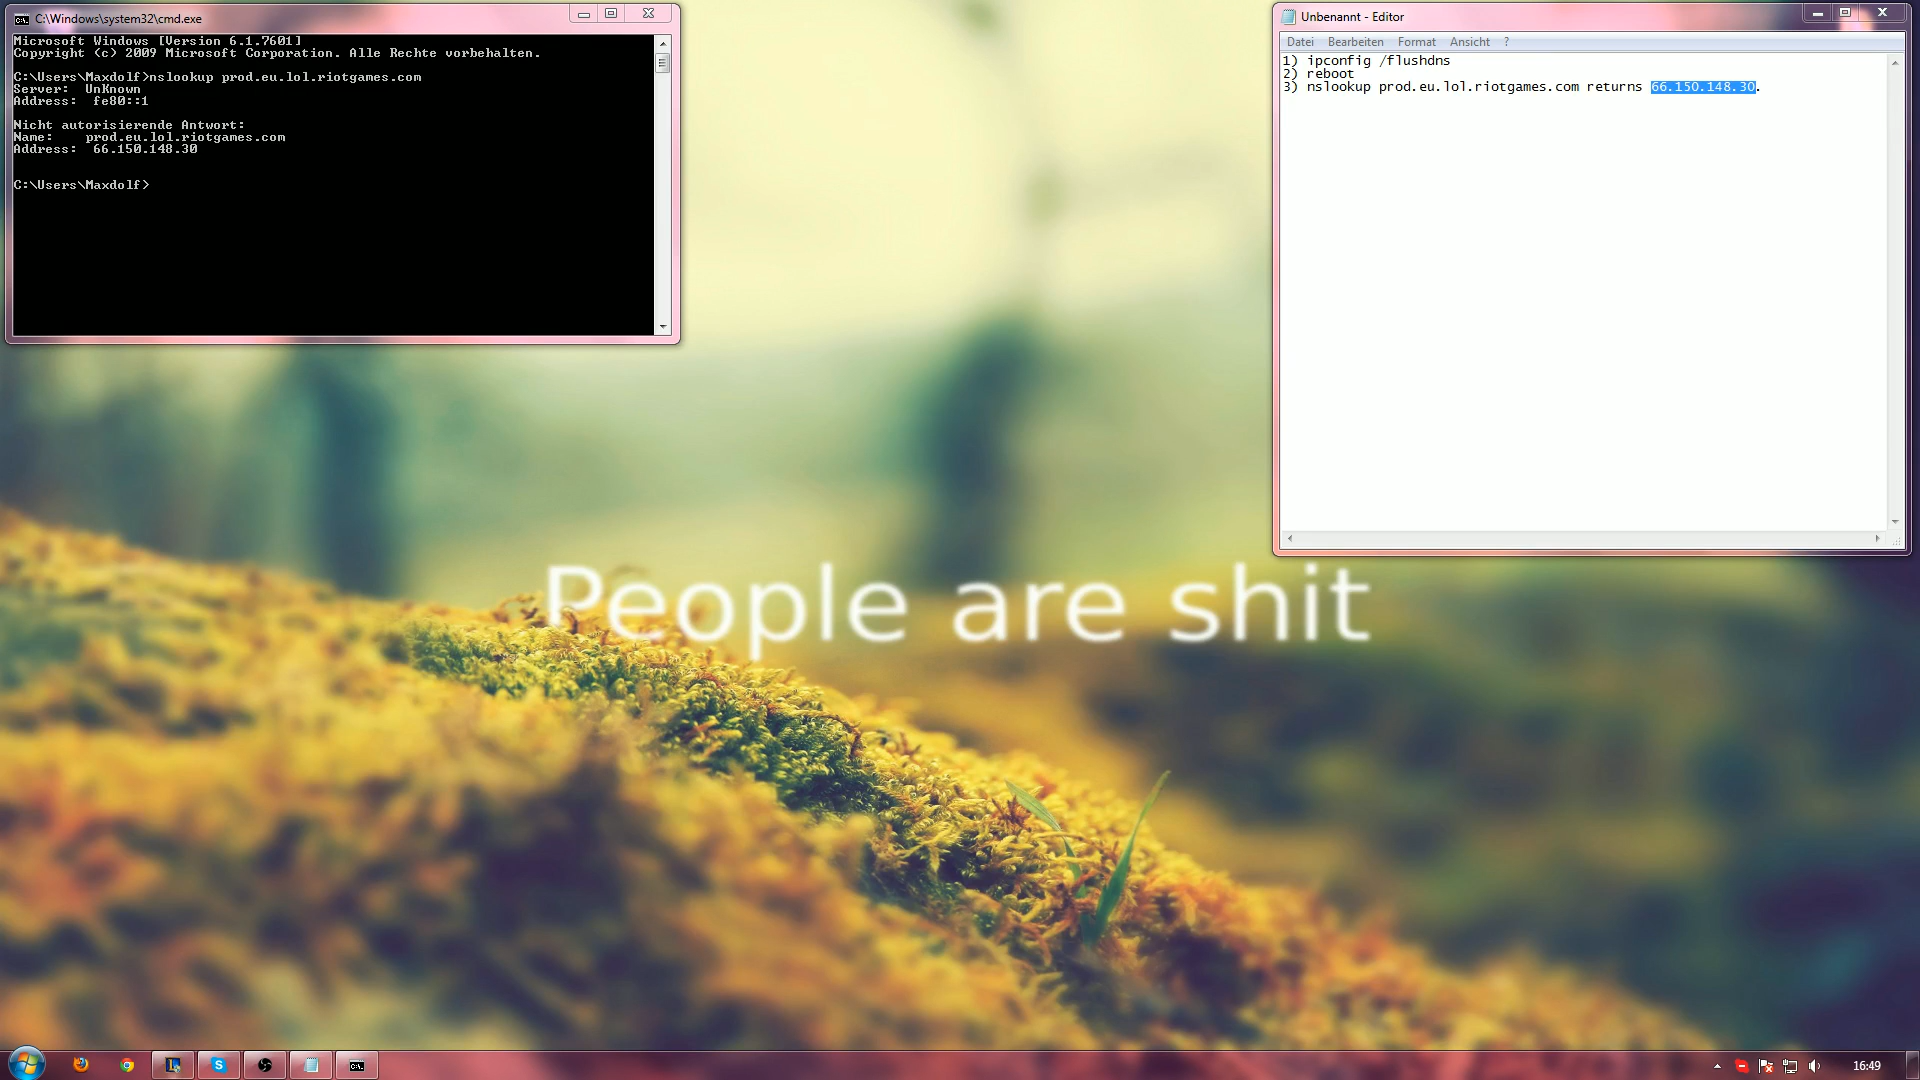 C:\Windows\system32\cmd.exe
Microsoft Windows [Version 6.1.7601]
Copyright (c) 2009 Microsoft Corporation. Alle Rechte vorbehalten.
C:\Users\Maxdolf>nslookup prod.eu.lol.riotgames.com
Server:  UnKnown
Address:  fe80::1
Nicht autorisierende Antwort:
Name:    prod.eu.lol.riotgames.com
Address:  66.150.148.30
C:\Users\Maxdolf>
Unbenannt - Editor
Datei Bearbeiten Format Ansicht ?
1) ipconfig /flushdns
2) reboot
3) nslookup prod.eu.lol.riotgames.com returns 66.150.148.30.
People are shit
16:49